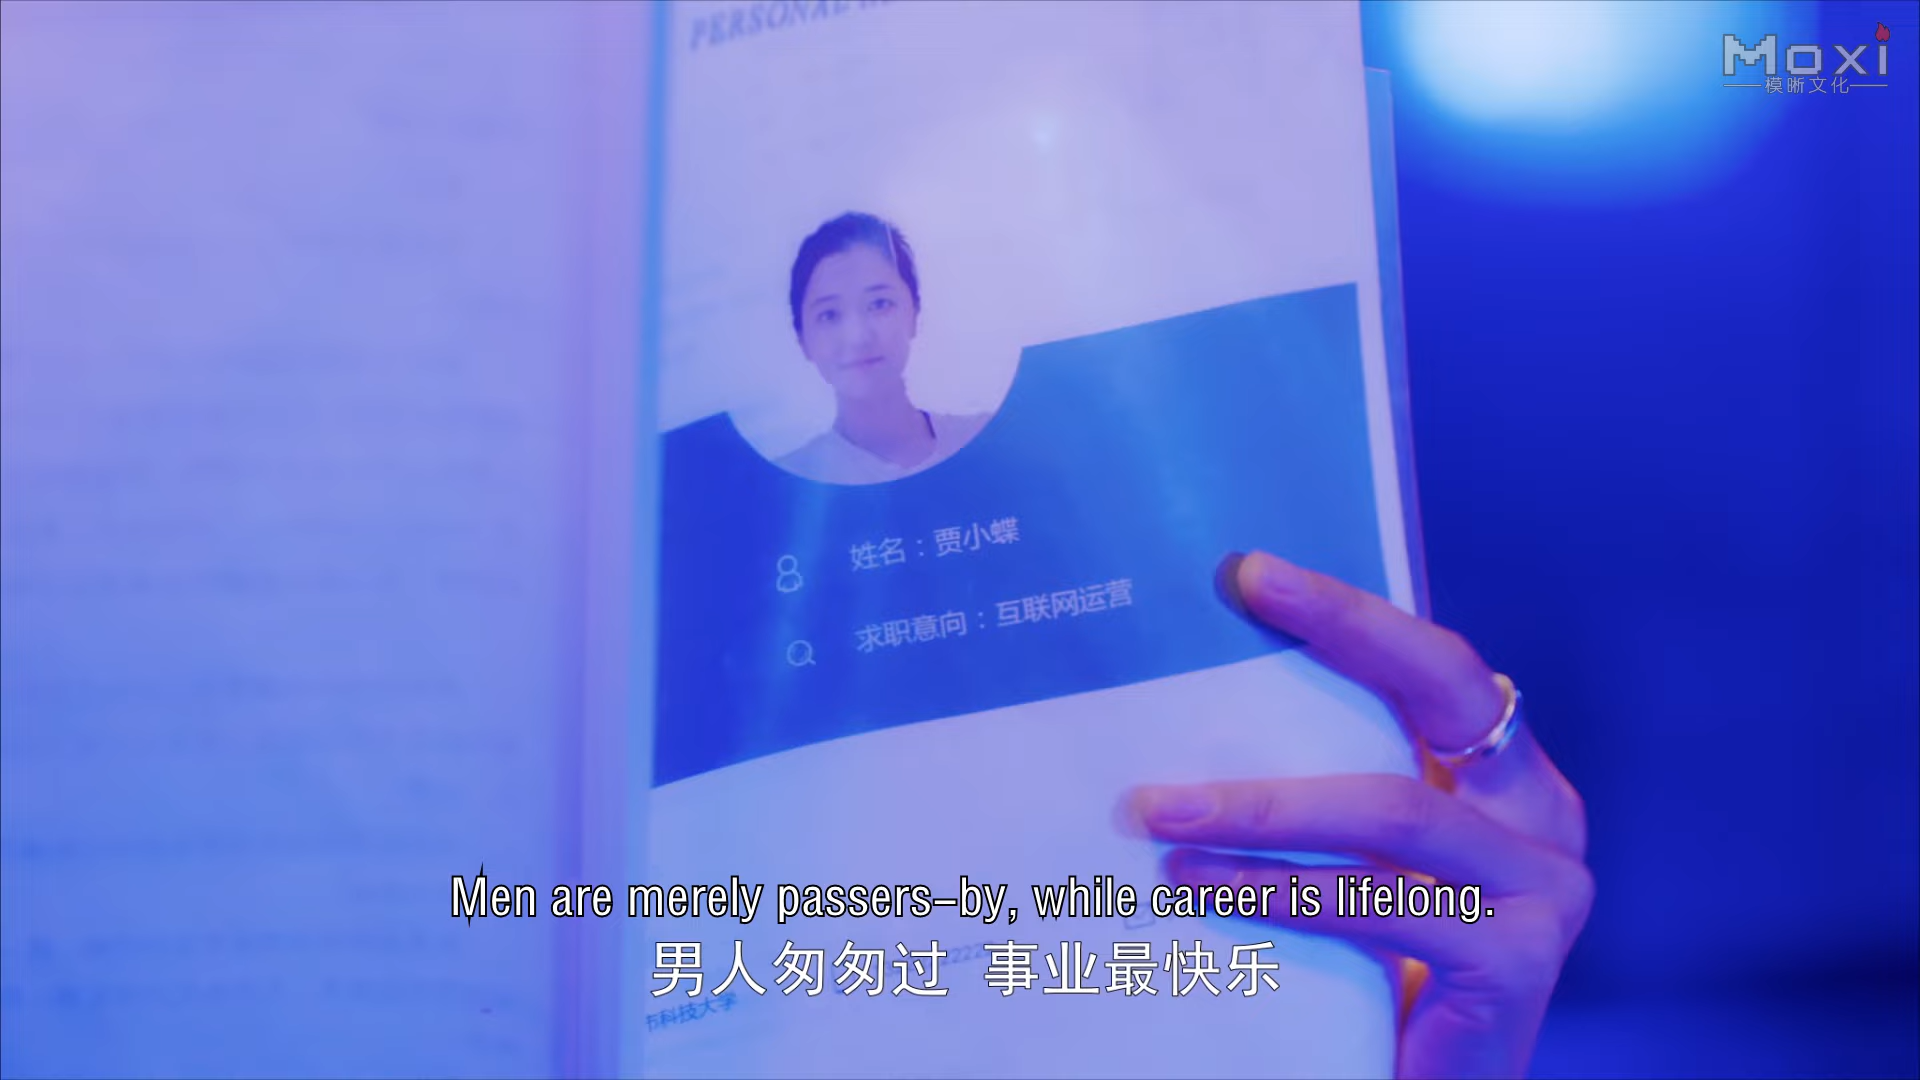 PERSONAL
Moxi
模晰文化
姓名：贾小蝶
求职意向：互联网运营
Men are merely passers-by, while career is lifelong.
男人匆匆过 事业最快乐
科技大学